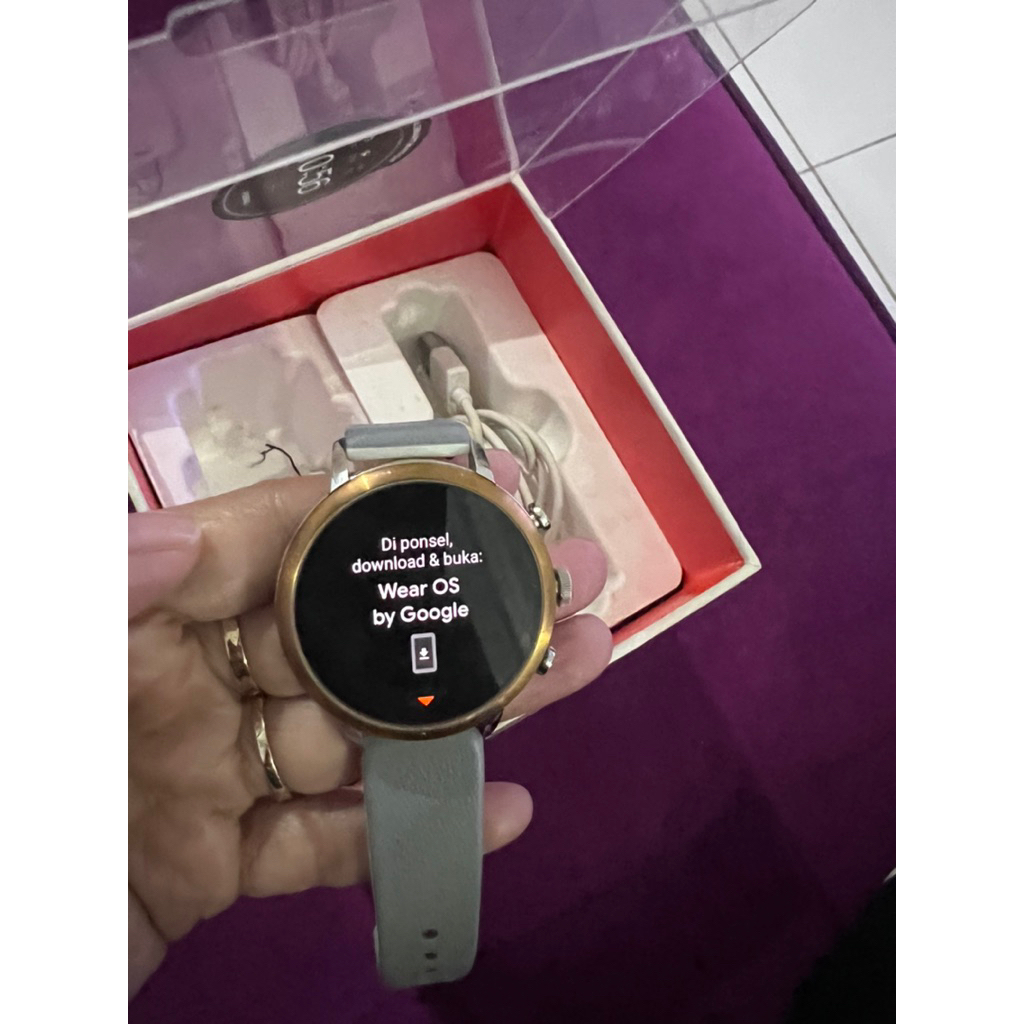 Di ponsel,
download & buka:
Wear OS
by Google